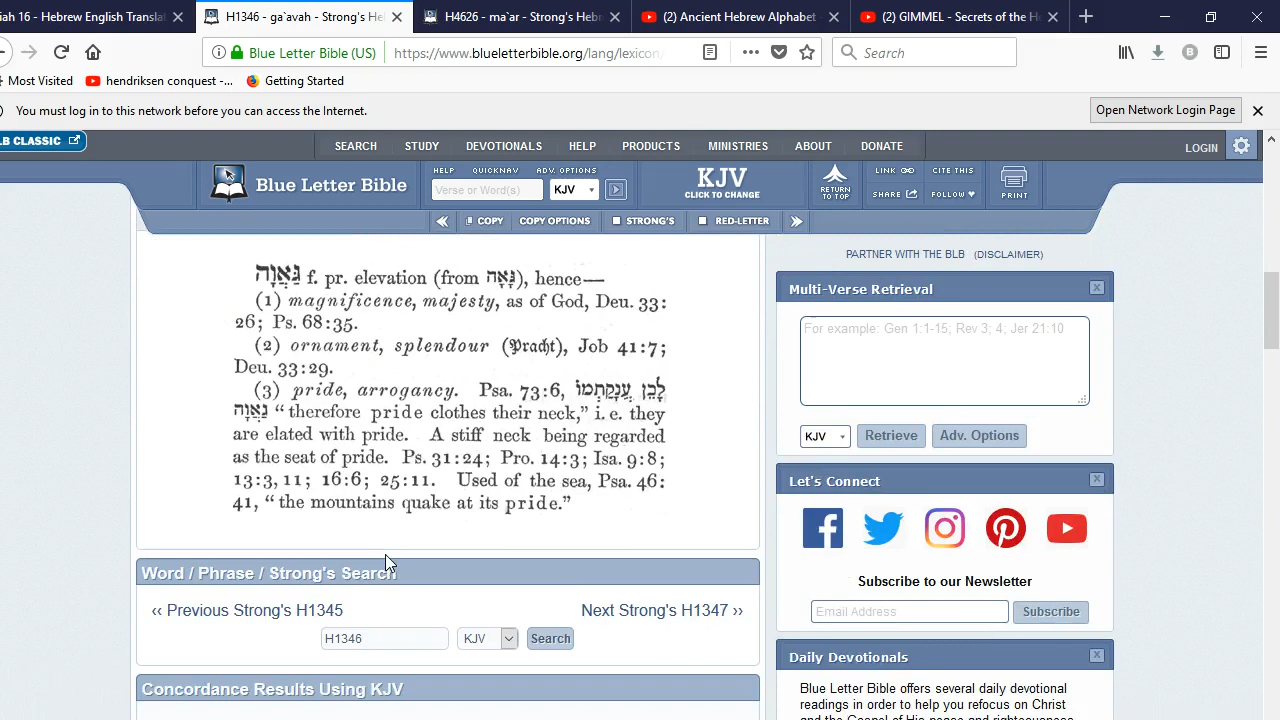 iah 16 - Hebrew English Translat
H1346 - ga`avah - Strong's He
H4626 - ma`ar - Strong's Hebr
(2) Ancient Hebrew Alphabet -
(2) GIMMEL - Secrets of the H
Blue Letter Bible (US)
https://www.blueletterbible.org/lang/lexicon
Search
Most Visited
hendriksen conquest -...
Getting Started
You must log in to this network before you can access the Internet.
Open Network Login Page
LB CLASSIC
SEARCH STUDY DEVOTIONALS HELP PRODUCTS MINISTRIES ABOUT DONATE
LOGIN
Blue Letter Bible
HELP QUICKNAV ADV. OPTIONS
Verse or Word(s)
KJV
KJV
CLICK TO CHANGE
RETURN
TO TOP
LINK
CITE THIS
SHARE
FOLLOW
PRINT
COPY
COPY OPTIONS
STRONG'S
RED-LETTER
גַּאֲוָה f. pr. elevation (from גָּאָה), hence—
(1) magnificence, majesty, as of God, Deu. 33:
26; Ps. 68:35.
(2) ornament, splendour (Pracht), Job 41:7;
Deu. 33:29.
(3) pride, arrogancy. Psa. 73:6, לָכֵן עֲנָקַתְמוֹ
גַאֲוָה “therefore pride clothes their neck,” i. e. they
are elated with pride. A stiff neck being regarded
as the seat of pride. Ps. 31:24; Pro. 14:3; Isa. 9:8;
13:3, 11; 16:6; 25:11. Used of the sea, Psa. 46:
41, “the mountains quake at its pride.”
Word / Phrase / Strong's Search
‹‹ Previous Strong's H1345
Next Strong's H1347 ››
H1346
KJV
Search
Concordance Results Using KJV
PARTNER WITH THE BLB (DISCLAIMER)
Multi-Verse Retrieval
For example: Gen 1:1-15; Rev 3; 4; Jer 21:10
KJV
Retrieve
Adv. Options
Let's Connect
Subscribe to our Newsletter
Email Address
Subscribe
Daily Devotionals
Blue Letter Bible offers several daily devotional
readings in order to help you refocus on Christ
and the Gospel of His peace and righteousness